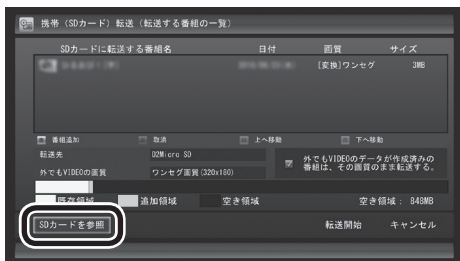 携帯（SDカード）転送（転送する番組の一覧）
SDカードに転送する番組名 日付 画質 サイズ
[変換]ワンセグ 3MB
番組追加 取消 上へ移動 下へ移動
転送先 D2Micro SD
外でもVIDEOの画質 ワンセグ画質(320x180)
外でもVIDEOのデータが作成済みの
番組は、その画質のまま転送する。
既存領域 追加領域 空き領域 空き領域： 848MB
SDカードを参照 転送開始 キャンセル